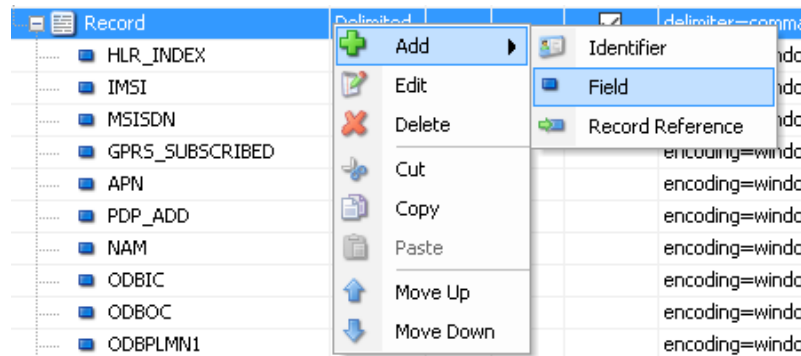 Record Delimited delimiter=comma
HLR_INDEX
IMSI
MSISDN
GPRS_SUBSCRIBED encoding=windo
APN encoding=windo
PDP_ADD encoding=windo
NAM encoding=windo
ODBIC encoding=windo
ODBOC encoding=windo
ODBPLMN1 encoding=windo
Add
Edit
Delete
Cut
Copy
Paste
Move Up
Move Down
Identifier
Field
Record Reference